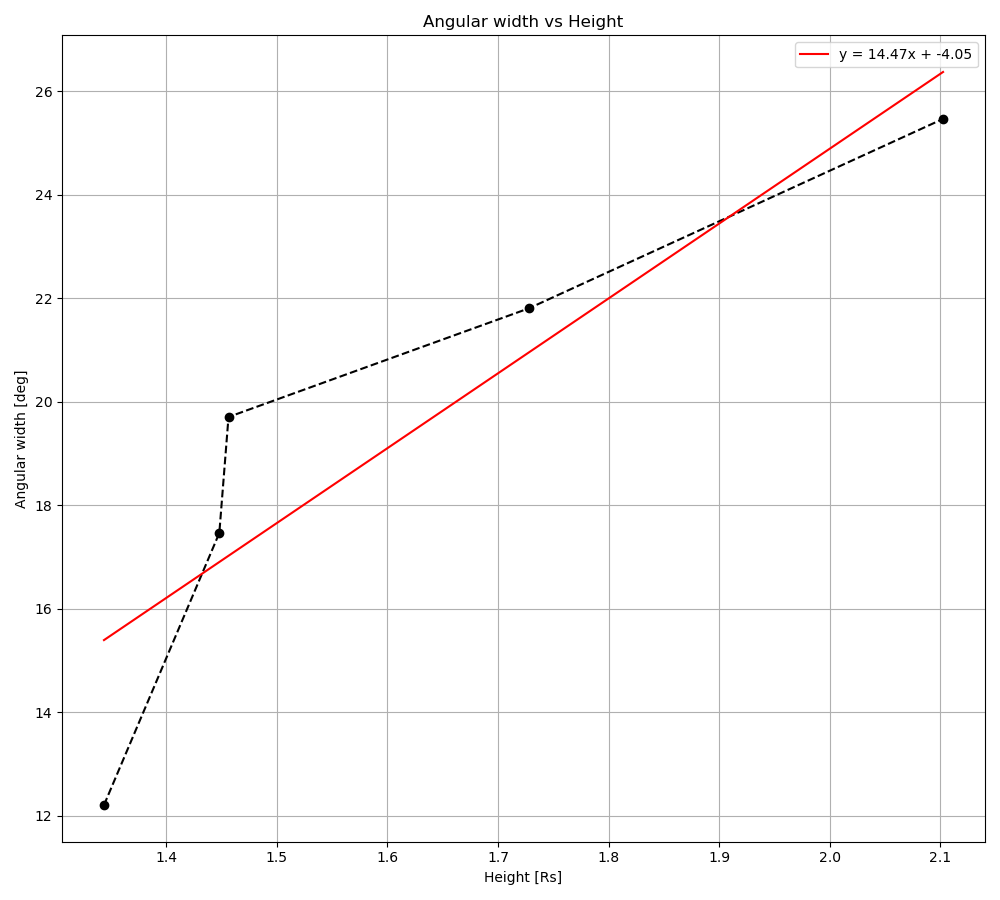 Angular width vs Height
y = 14.47x + -4.05
26
24
22
20
18
16
14
12
Angular width [deg]
1.4 1.5 1.6 1.7 1.8 1.9 2.0 2.1
Height [Rs]